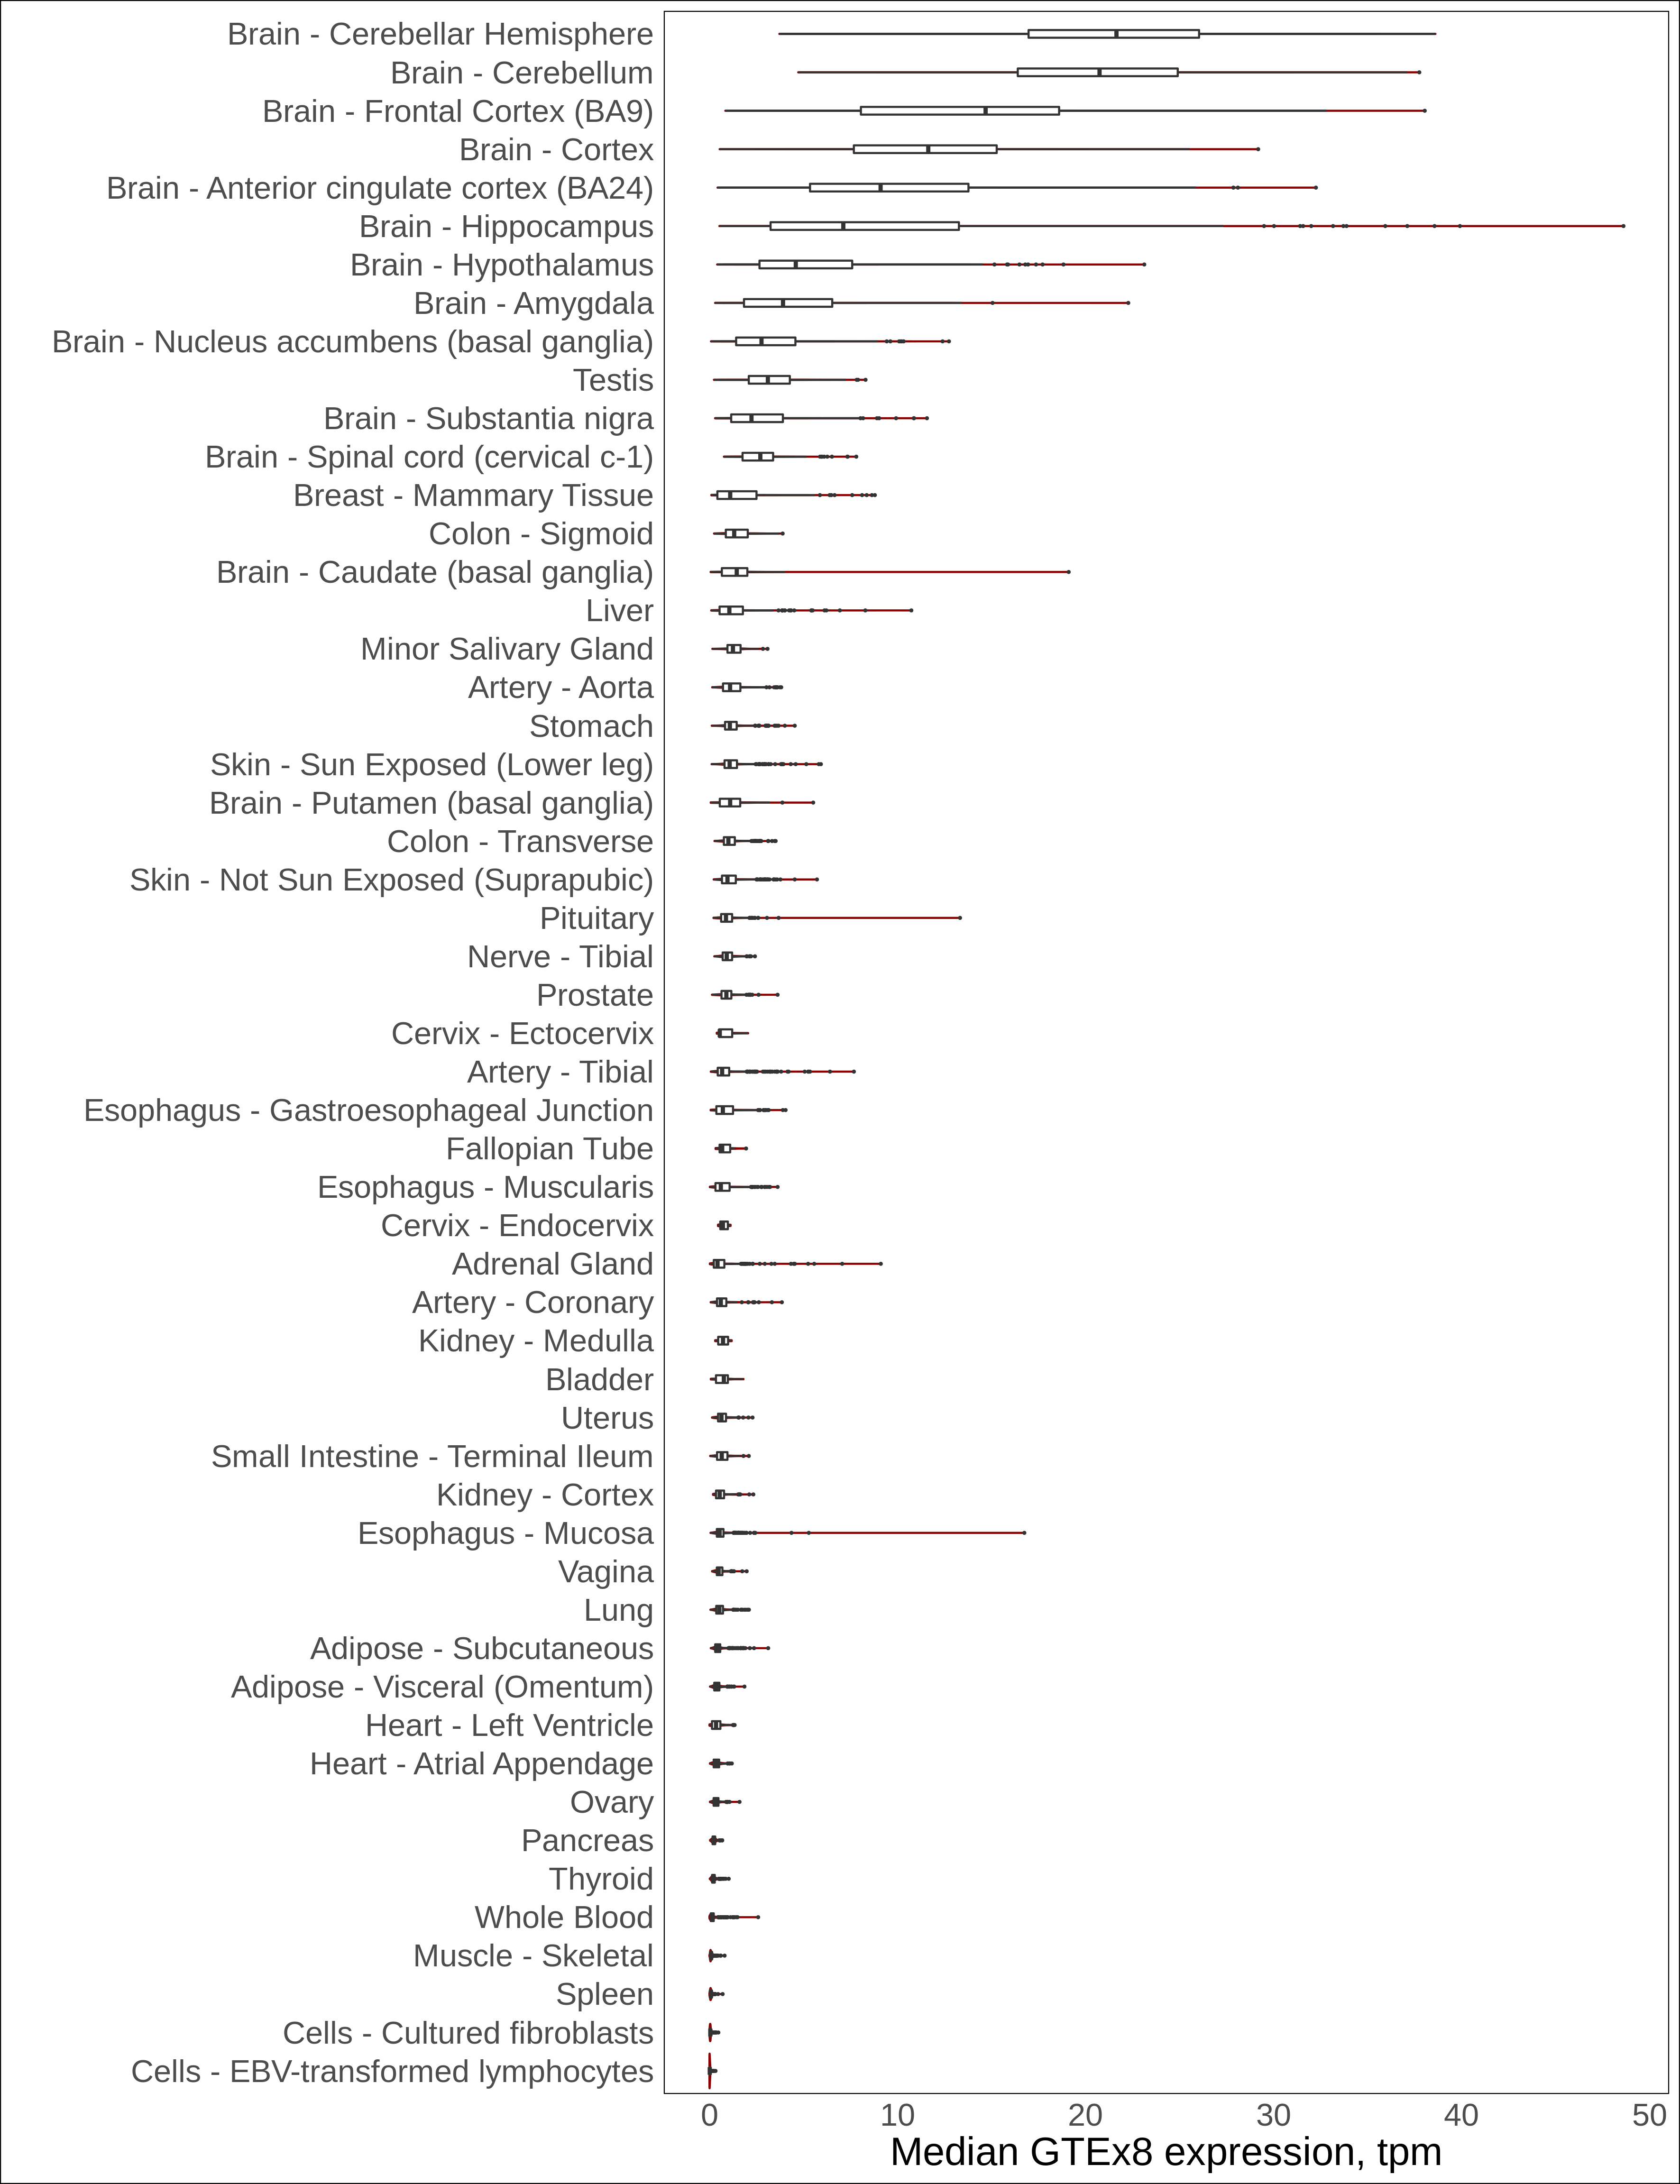 Brain - Cerebellar Hemisphere
Brain - Cerebellum
Brain - Frontal Cortex (BA9)
Brain - Cortex
Brain - Anterior cingulate cortex (BA24)
Brain - Hippocampus
Brain - Hypothalamus
Brain - Amygdala
Brain - Nucleus accumbens (basal ganglia)
Testis
Brain - Substantia nigra
Brain - Spinal cord (cervical c-1)
Breast - Mammary Tissue
Colon - Sigmoid
Brain - Caudate (basal ganglia)
Liver
Minor Salivary Gland
Artery - Aorta
Stomach
Skin - Sun Exposed (Lower leg)
Brain - Putamen (basal ganglia)
Colon - Transverse
Skin - Not Sun Exposed (Suprapubic)
Pituitary
Nerve - Tibial
Prostate
Cervix - Ectocervix
Artery - Tibial
Esophagus - Gastroesophageal Junction
Fallopian Tube
Esophagus - Muscularis
Cervix - Endocervix
Adrenal Gland
Artery - Coronary
Kidney - Medulla
Bladder
Uterus
Small Intestine - Terminal Ileum
Kidney - Cortex
Esophagus - Mucosa
Vagina
Lung
Adipose - Subcutaneous
Adipose - Visceral (Omentum)
Heart - Left Ventricle
Heart - Atrial Appendage
Ovary
Pancreas
Thyroid
Whole Blood
Muscle - Skeletal
Spleen
Cells - Cultured fibroblasts
Cells - EBV-transformed lymphocytes
0 10 20 30 40 50
Median GTEx8 expression, tpm